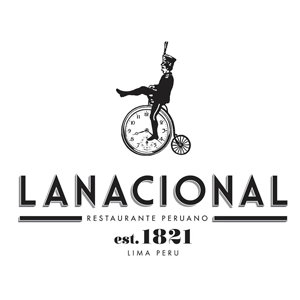 LANACIONAL
RESTAURANTE PERUANO
est. 1821
LIMA PERU